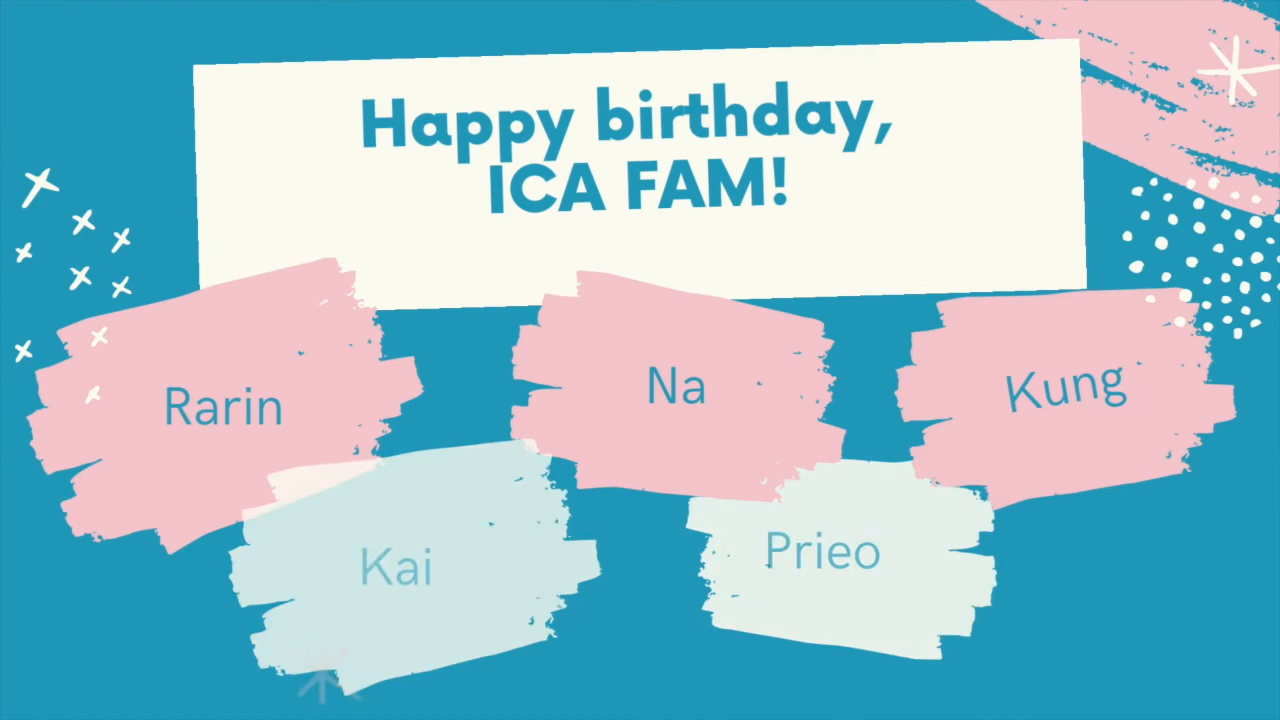 Happy birthday,
ICA FAM!
Rarin
Na
Kung
Kai
Prieo